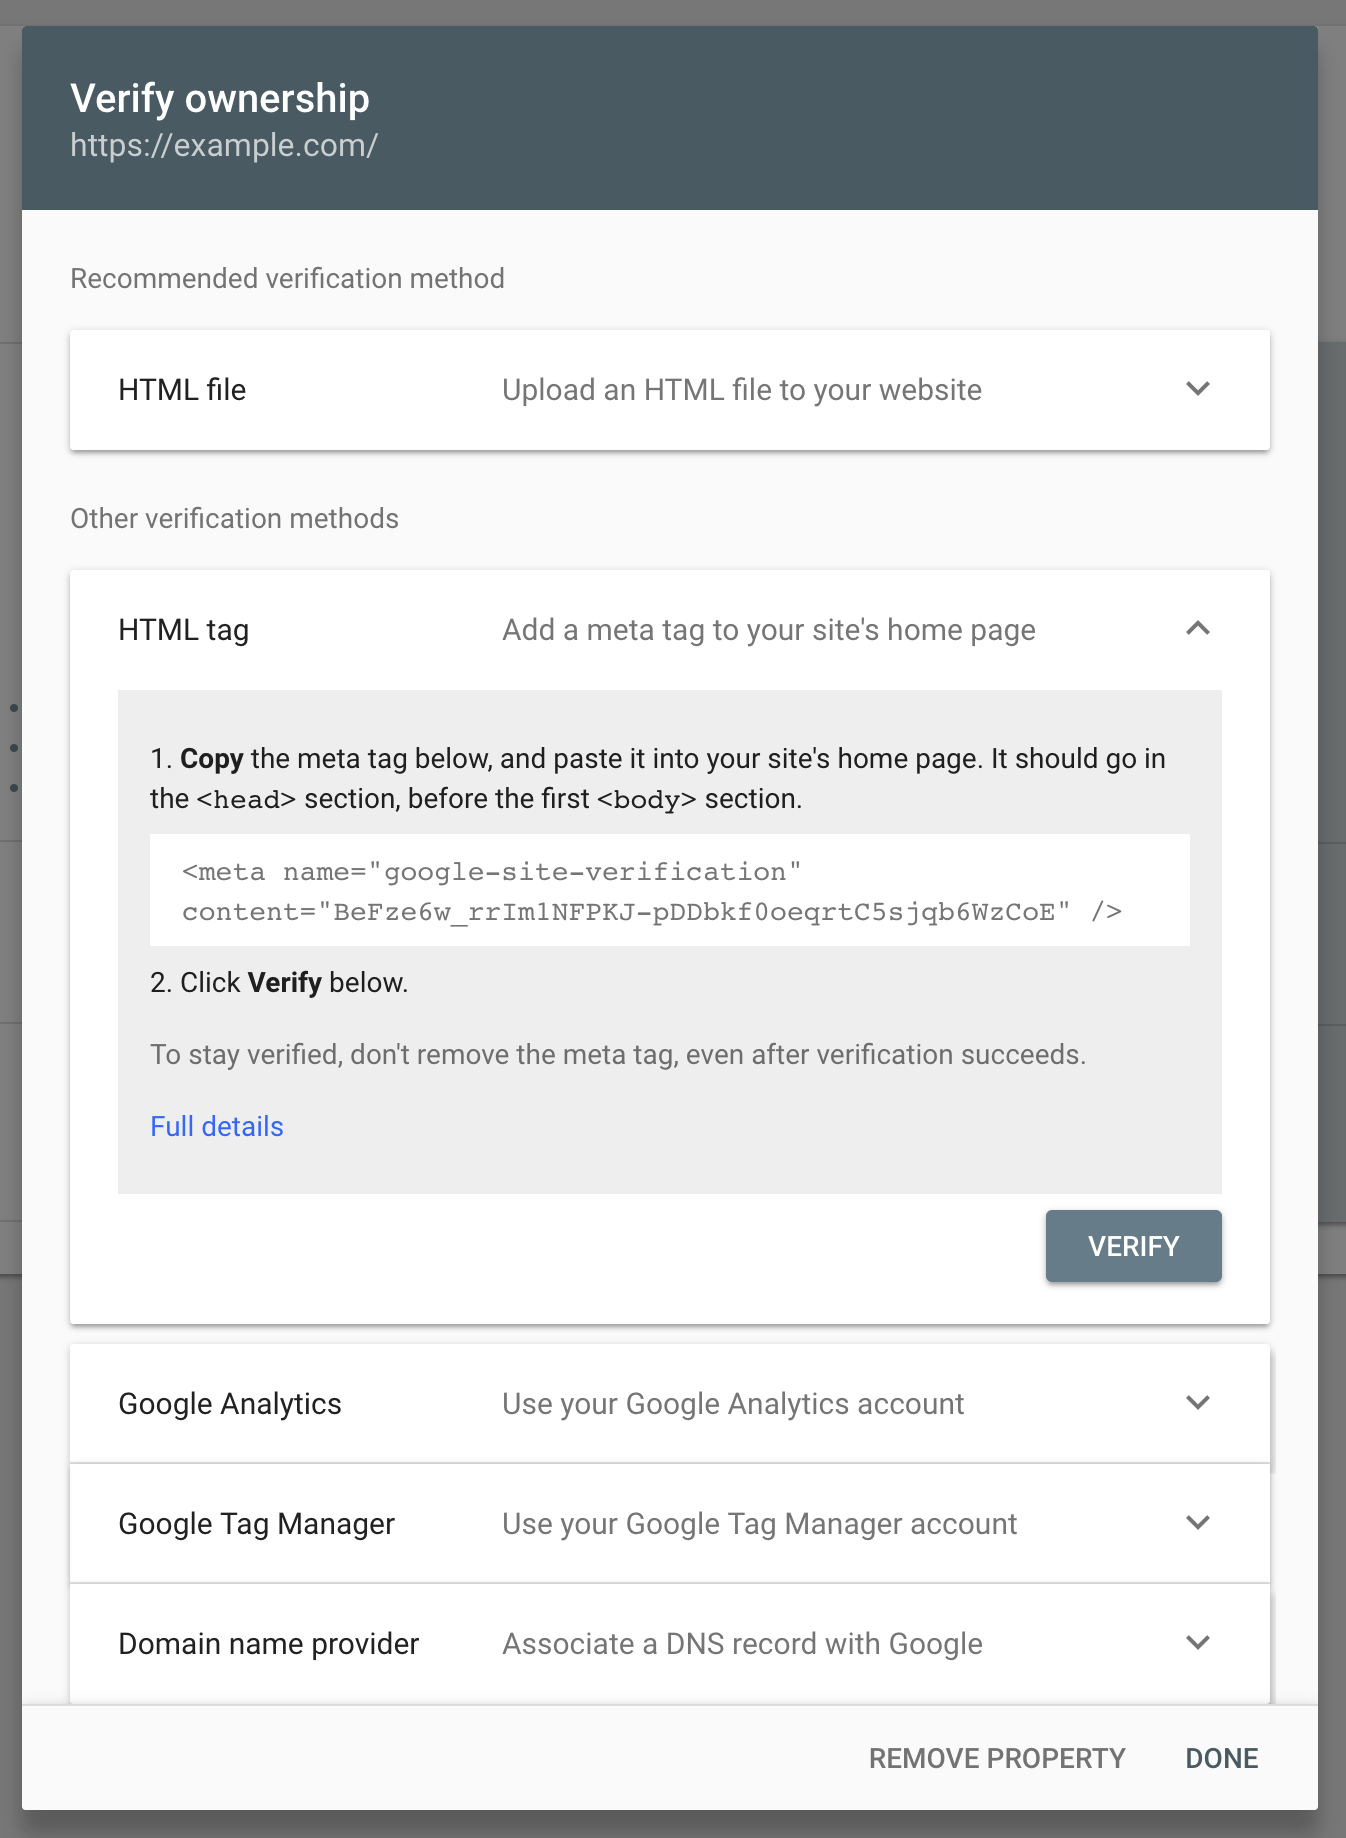 Verify ownership
https://example.com/
Recommended verification method
HTML file
Upload an HTML file to your website
Other verification methods
HTML tag
Add a meta tag to your site's home page
1. Copy the meta tag below, and paste it into your site's home page. It should go in
the <head> section, before the first <body> section.
<meta name="google-site-verification"
content="BeFze6w_rrIm1NFPKJ-pDDbkf0oeqrtC5sjqb6WzCoE" />
2. Click Verify below.
To stay verified, don't remove the meta tag, even after verification succeeds.
Full details
VERIFY
Google Analytics
Use your Google Analytics account
Google Tag Manager
Use your Google Tag Manager account
Domain name provider
Associate a DNS record with Google
REMOVE PROPERTY
DONE